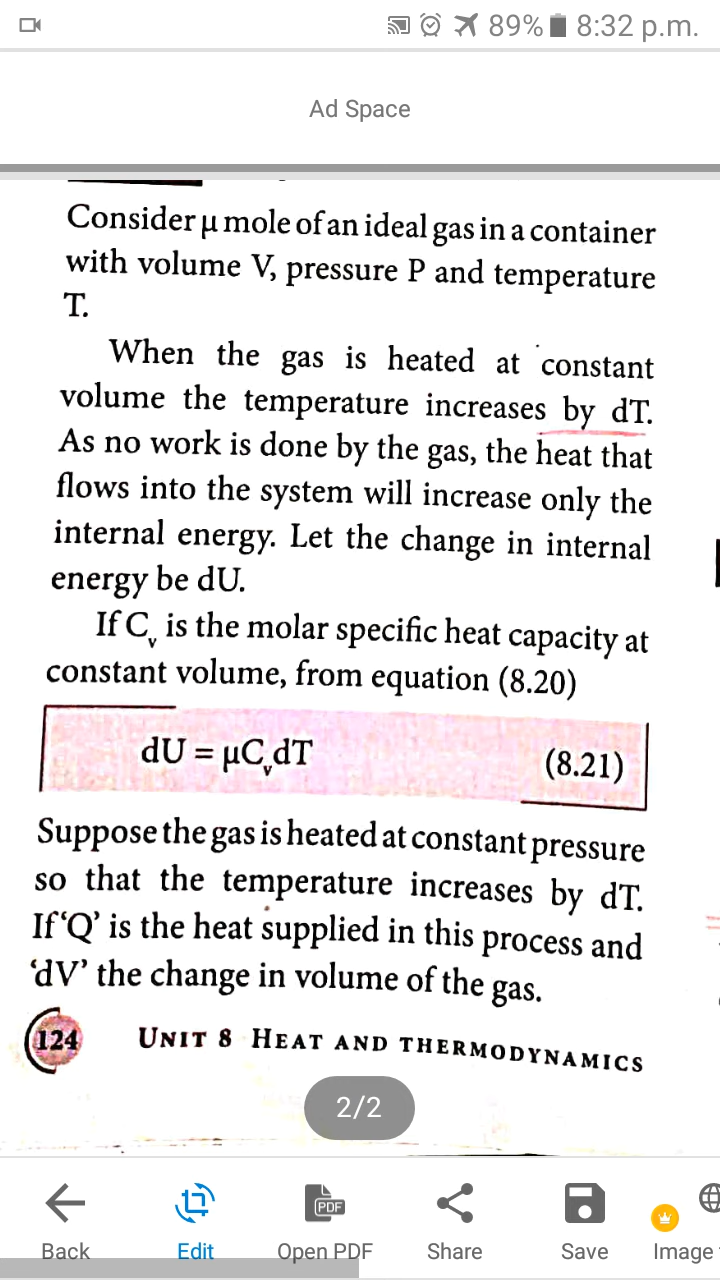 89% 8:32 p.m.
Ad Space
Consider μ mole of an ideal gas in a container
with volume V, pressure P and temperature
T.
When the gas is heated at constant
volume the temperature increases by dT.
As no work is done by the gas, the heat that
flows into the system will increase only the
internal energy. Let the change in internal
energy be dU.
If Cᵥ is the molar specific heat capacity at
constant volume, from equation (8.20)
dU = μCᵥdT (8.21)
Suppose the gas is heated at constant pressure
so that the temperature increases by dT.
If ‘Q’ is the heat supplied in this process and
‘dV’ the change in volume of the gas.
124 UNIT 8 HEAT AND THERMODYNAMICS
2/2
PDF
Back Edit Open PDF Share Save Image